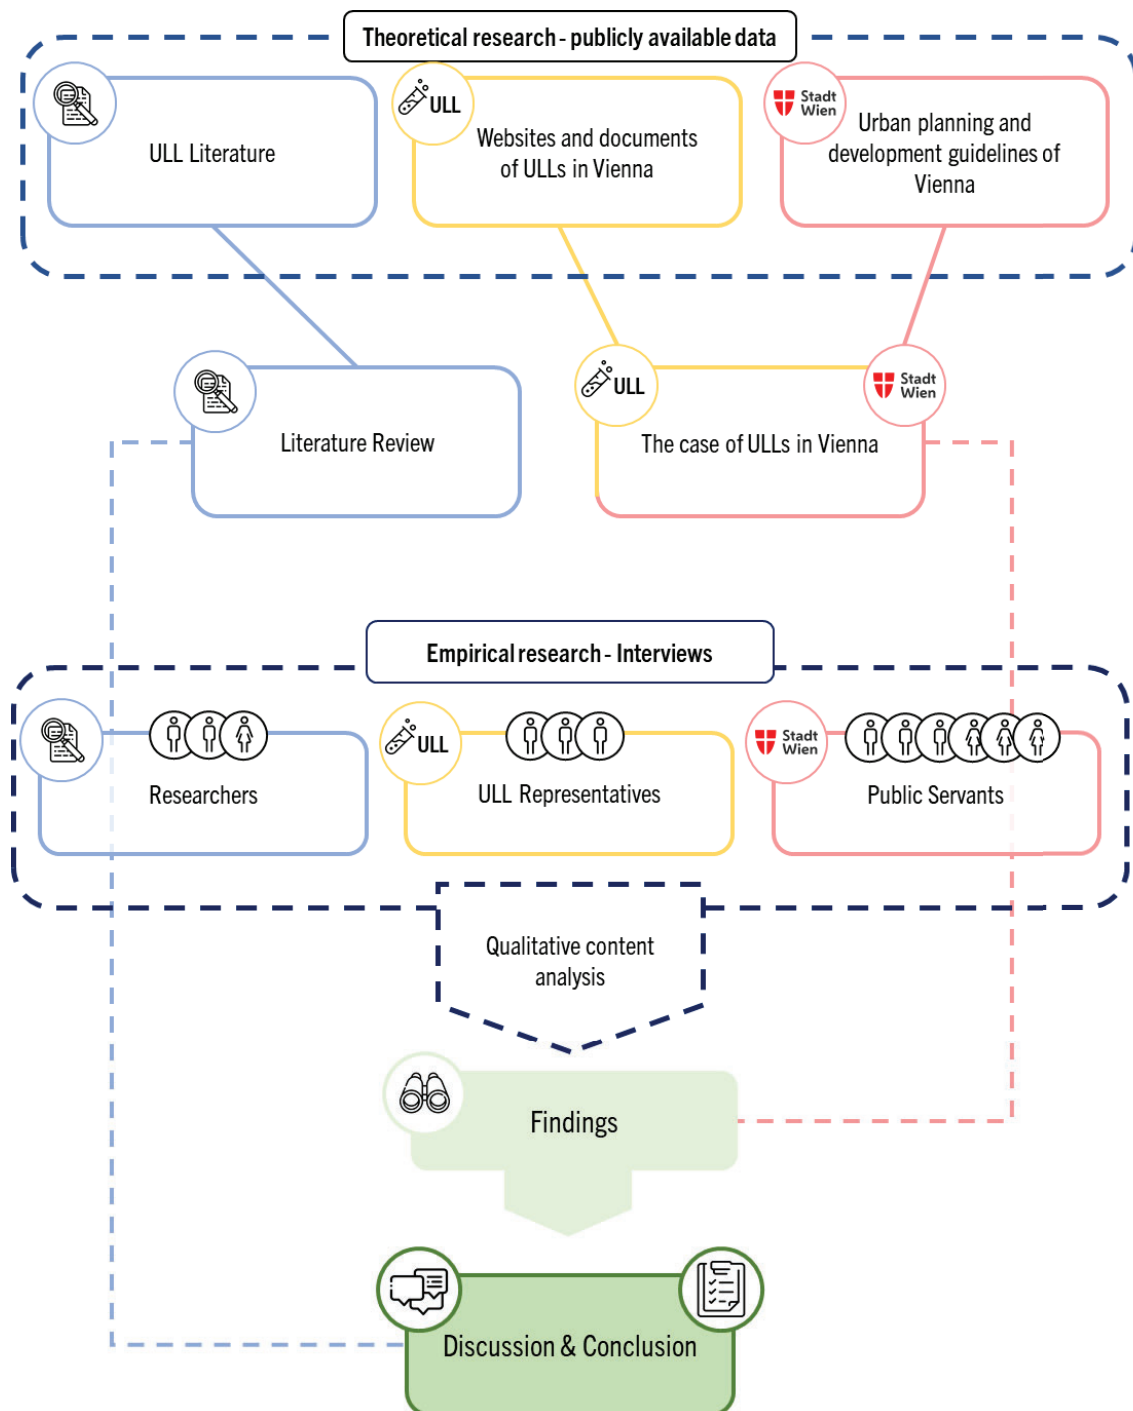 Theoretical research - publicly available data
ULL Literature
ULL
Websites and documents
of ULLs in Vienna
Stadt
Wien
Urban planning and
development guidelines of
Vienna
Literature Review
ULL
The case of ULLs in Vienna
Stadt
Wien
Empirical research - Interviews
Researchers
ULL
ULL Representatives
Stadt
Wien
Public Servants
Qualitative content
analysis
Findings
Discussion & Conclusion